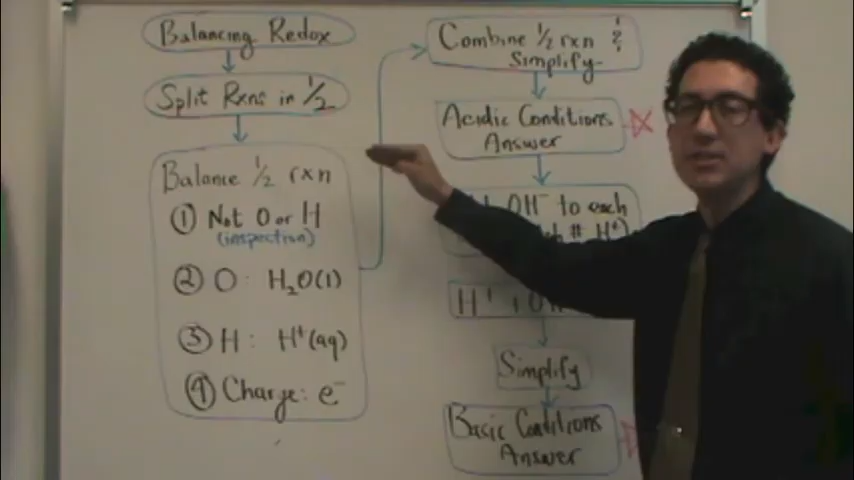 Balancing Redox
Split Rxns in 1/2
Balance 1/2 rxn
① Not O or H
(inspection)
② O: H₂O(l)
③ H: H⁺(aq)
④ Charge: e⁻
Combine 1/2 rxn &
Simplify
Acidic Conditions
Answer
OH⁻ to each
# H⁺)
H⁺ +
Simplify
Basic Conditions
Answer